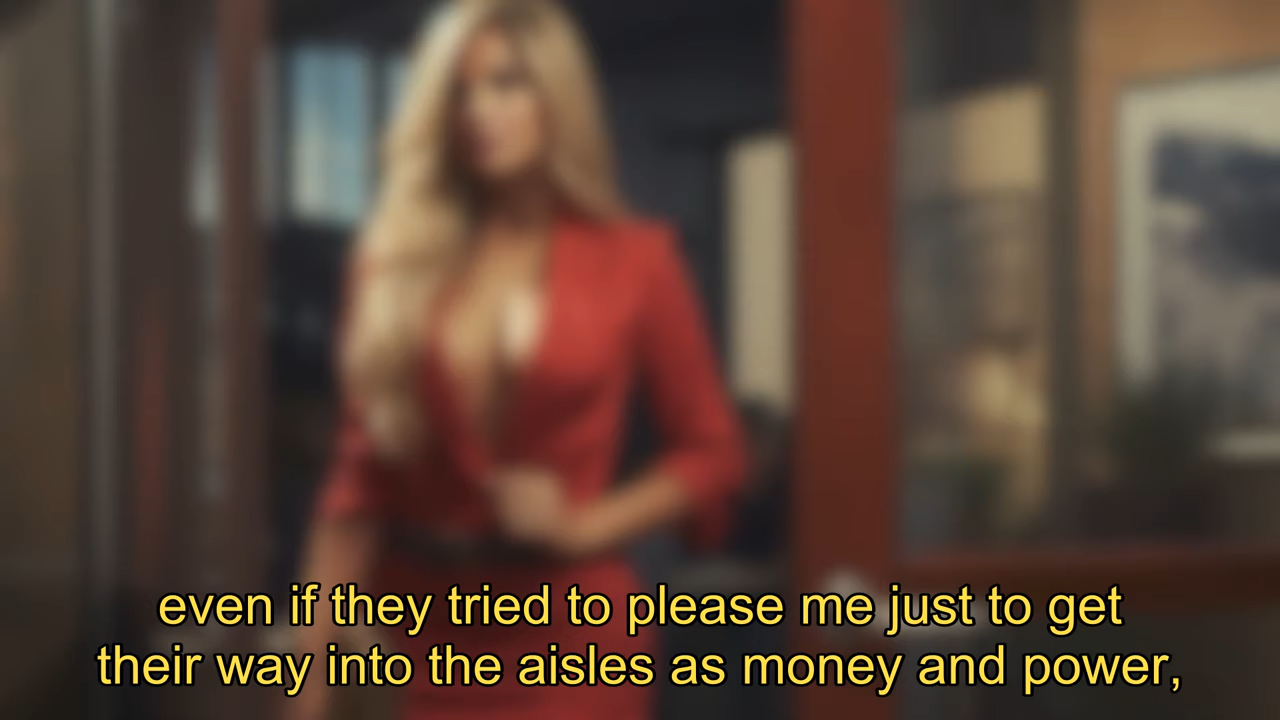 even if they tried to please me just to get
their way into the aisles as money and power,